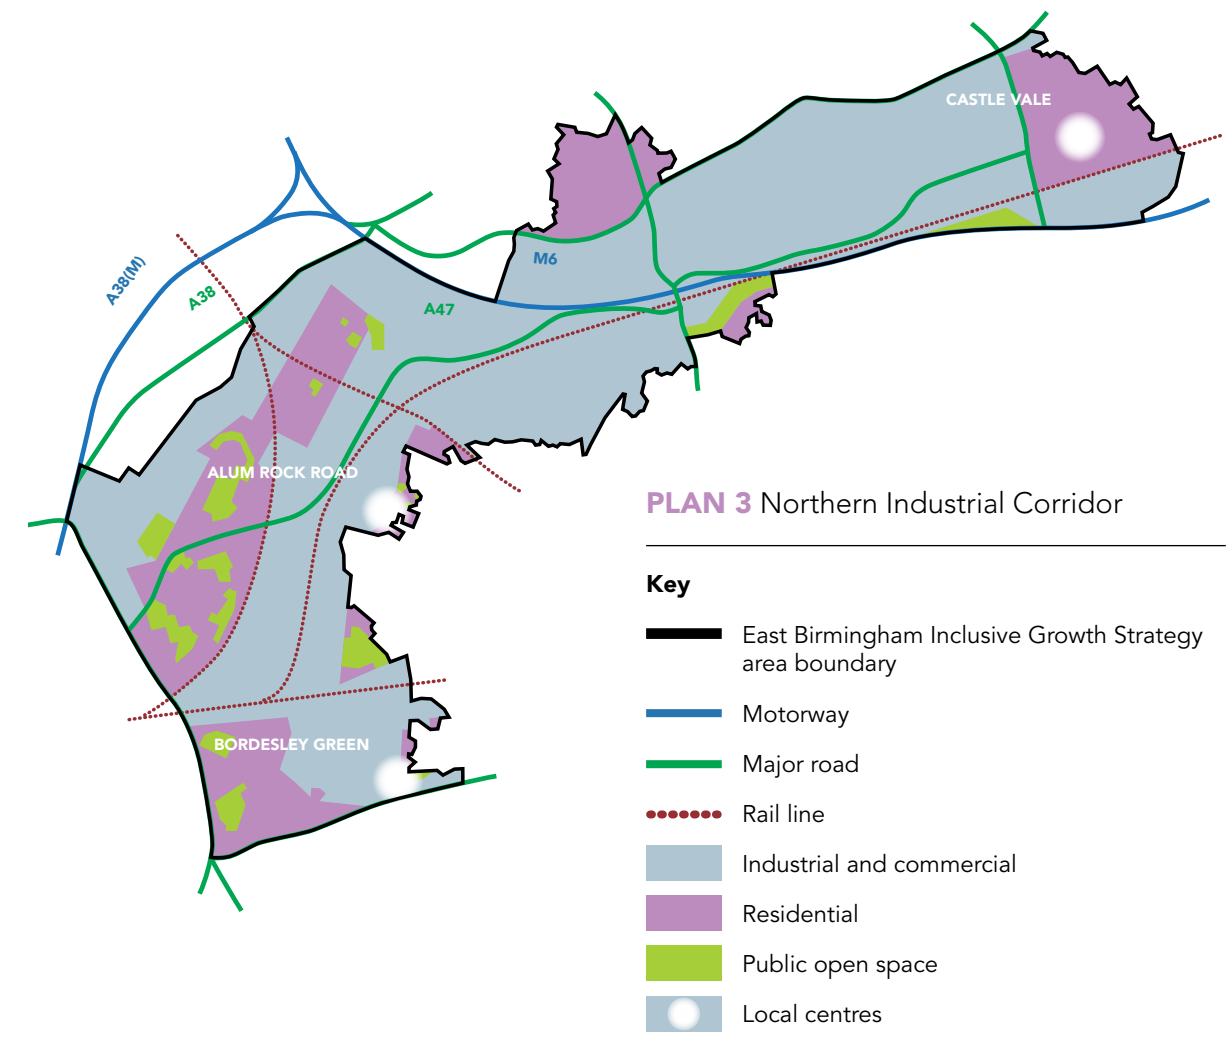 CASTLE VALE
M6
A38(M)
A38
A47
ALUM ROCK ROAD
BORDESLEY GREEN
PLAN 3 Northern Industrial Corridor
Key
East Birmingham Inclusive Growth Strategy
area boundary
Motorway
Major road
Rail line
Industrial and commercial
Residential
Public open space
Local centres